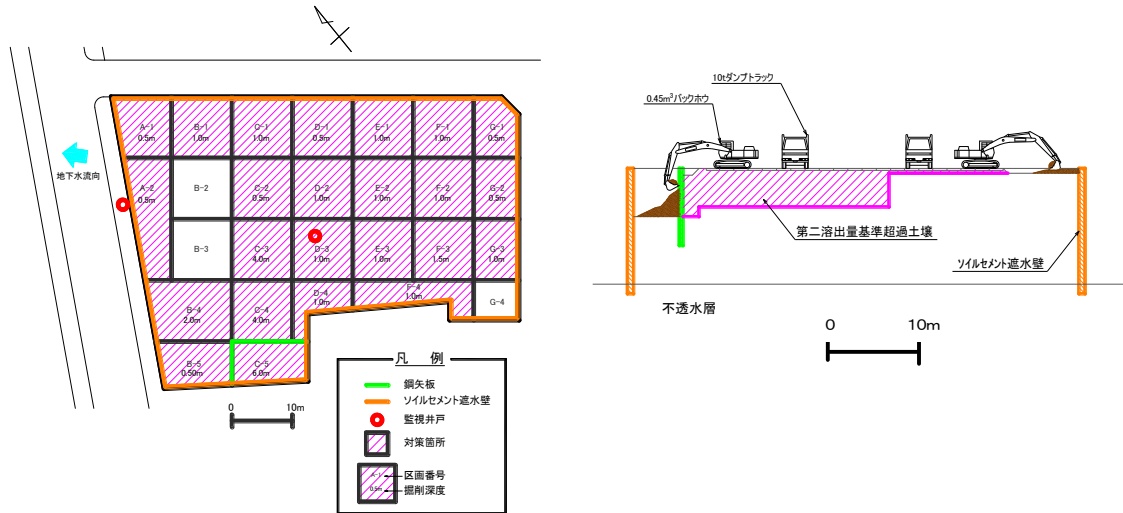 A-1
0.5m
B-1
1.0m
C-1
1.0m
D-1
0.5m
E-1
1.0m
F-1
1.0m
G-1
0.5m
地下水流向
A-2
0.5m
B-2
C-2
0.5m
D-2
1.0m
E-2
1.0m
F-2
1.0m
G-2
0.5m
B-3
C-3
4.0m
D-3
1.0m
E-3
1.0m
F-3
1.5m
G-3
1.0m
B-4
2.0m
C-4
4.0m
D-4
1.0m
F-4
1.0m
G-4
B-5
0.50m
C-5
6.0m
0
10m
凡 例
鋼矢板
ソイルセメント遮水壁
監視井戸
対策箇所
A-1
区画番号
0.5m
掘削深度
10tダンプトラック
0.45m³バックホウ
第二溶出量基準超過土壌
ソイルセメント遮水壁
不透水層
0
10m